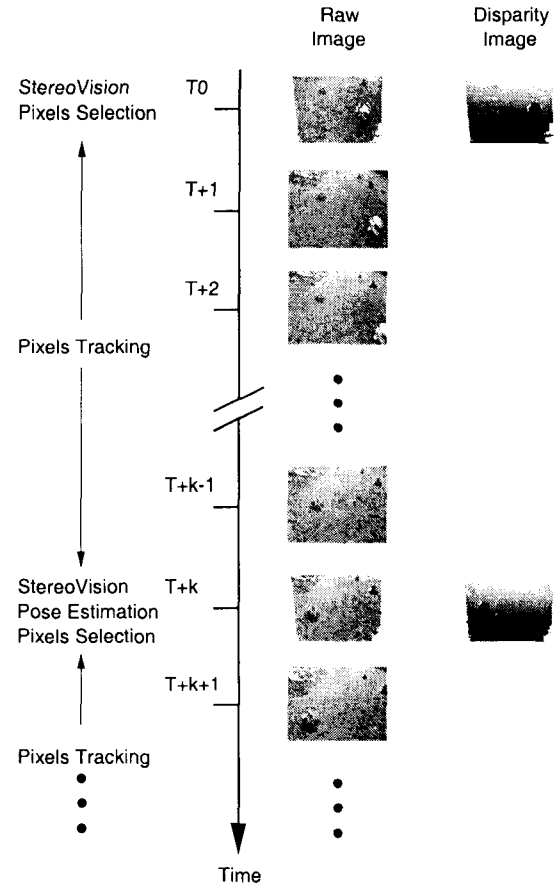 Raw
Image
Disparity
Image
StereoVision
Pixels Selection
T0
T+1
T+2
Pixels Tracking
T+k-1
StereoVision
Pose Estimation
Pixels Selection
T+k
T+k+1
Pixels Tracking
Time